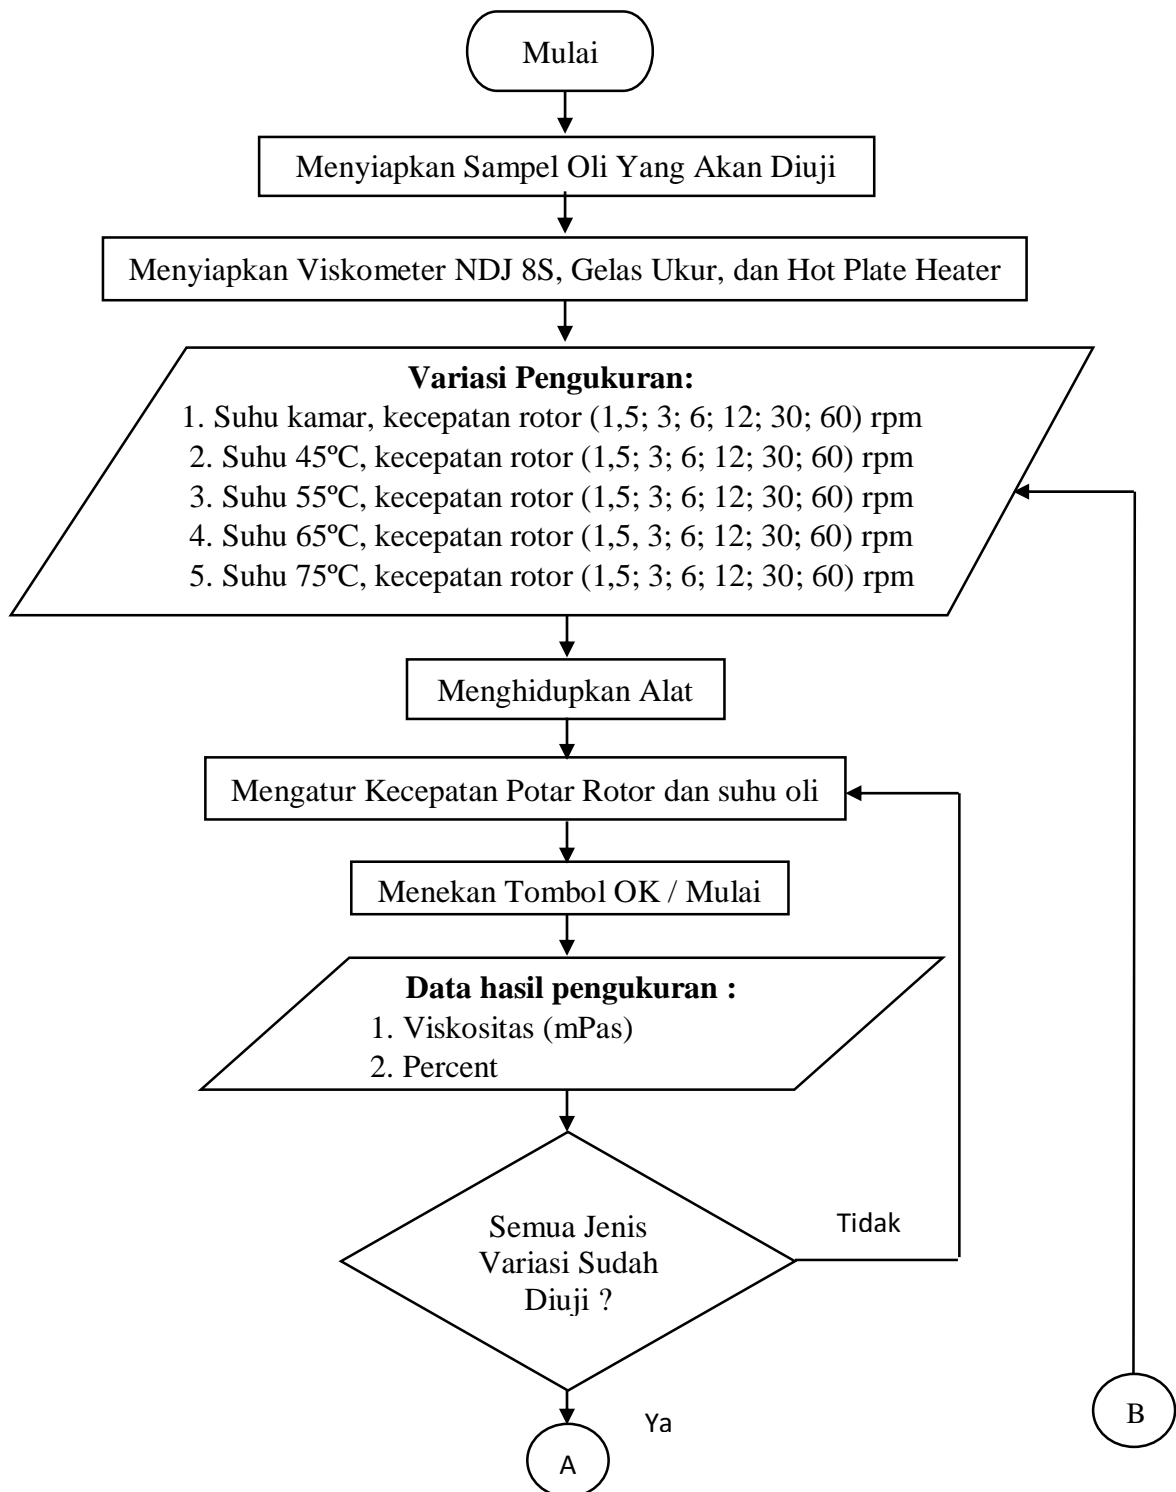 Mulai
Menyiapkan Sampel Oli Yang Akan Diuji
Menyiapkan Viskometer NDJ 8S, Gelas Ukur, dan Hot Plate Heater
Variasi Pengukuran:
1. Suhu kamar, kecepatan rotor (1,5; 3; 6; 12; 30; 60) rpm
2. Suhu 45ºC, kecepatan rotor (1,5; 3; 6; 12; 30; 60) rpm
3. Suhu 55ºC, kecepatan rotor (1,5; 3; 6; 12; 30; 60) rpm
4. Suhu 65ºC, kecepatan rotor (1,5, 3; 6; 12; 30; 60) rpm
5. Suhu 75ºC, kecepatan rotor (1,5; 3; 6; 12; 30; 60) rpm
Menghidupkan Alat
Mengatur Kecepatan Potar Rotor dan suhu oli
Menekan Tombol OK / Mulai
Data hasil pengukuran :
1. Viskositas (mPas)
2. Percent
Semua Jenis
Variasi Sudah
Diuji ?
Tidak
Ya
A
B